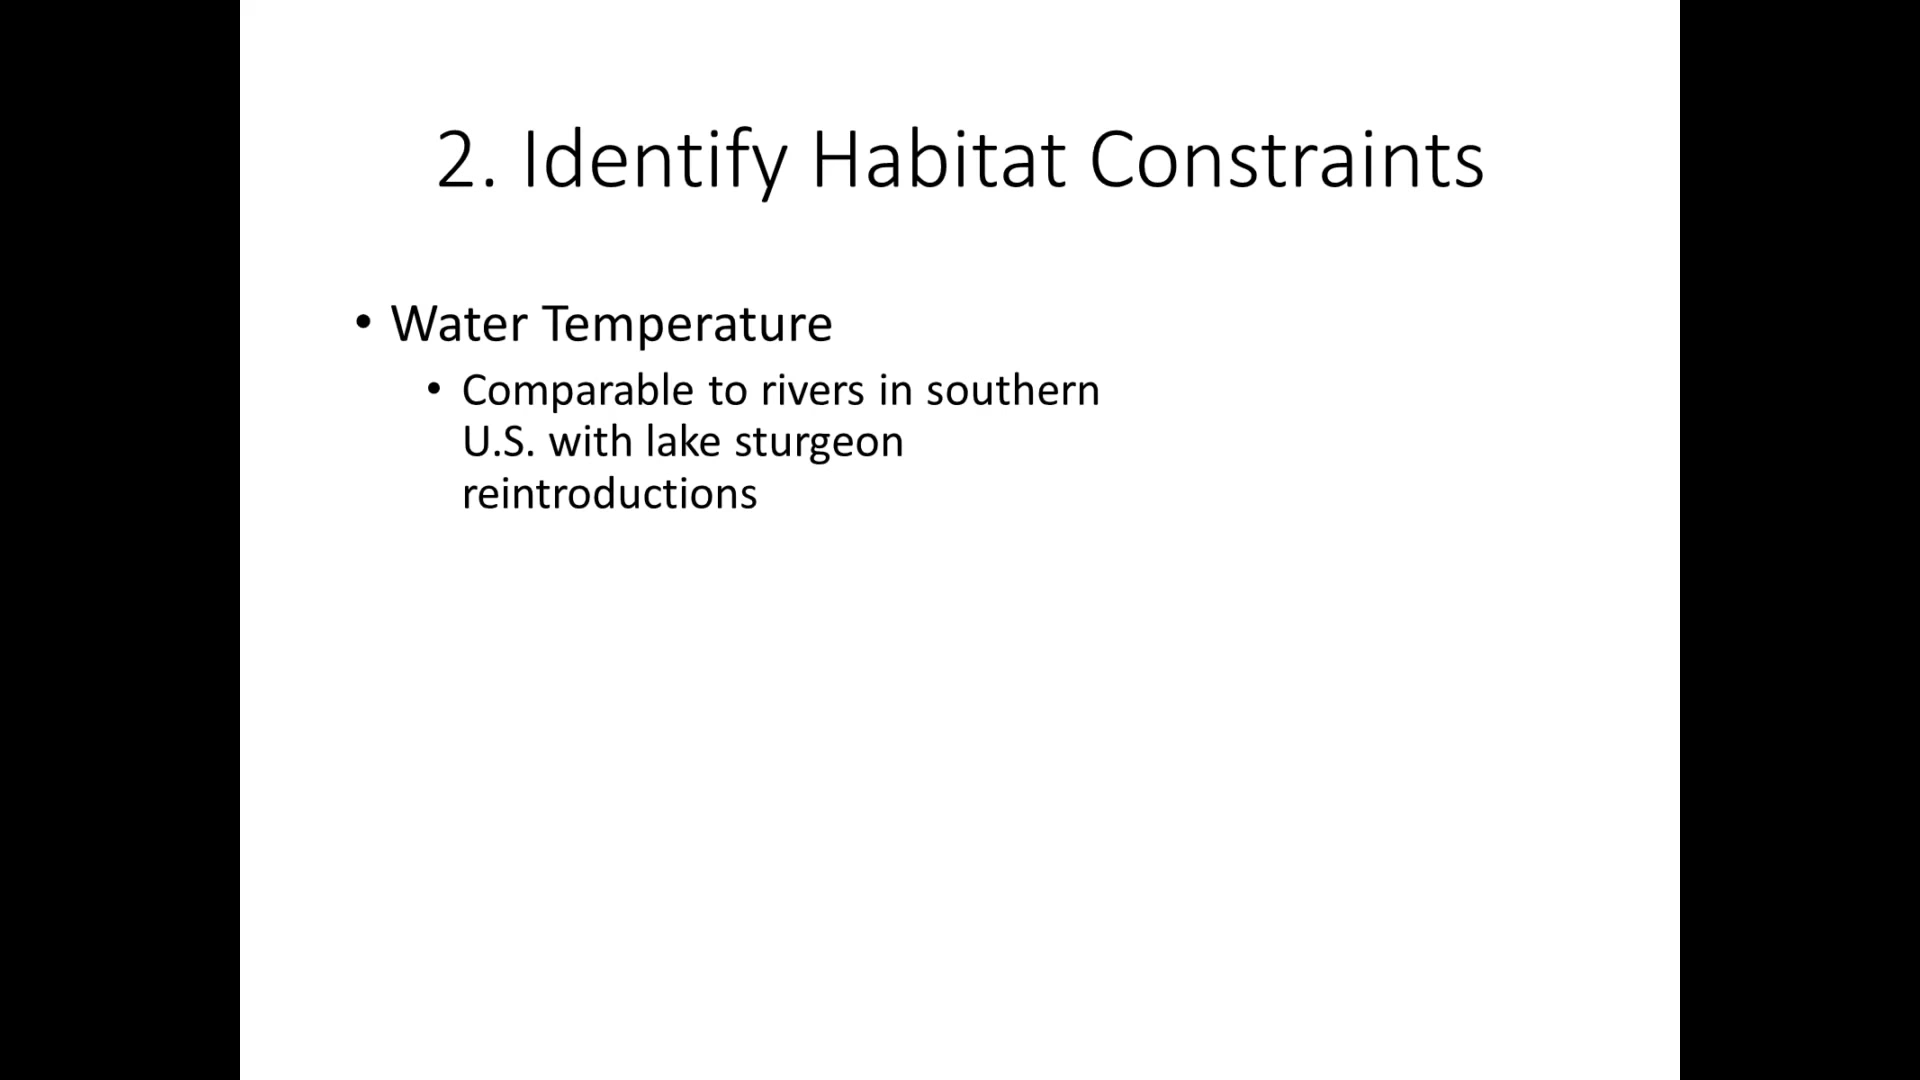 2. Identify Habitat Constraints
• Water Temperature
• Comparable to rivers in southern
U.S. with lake sturgeon
reintroductions